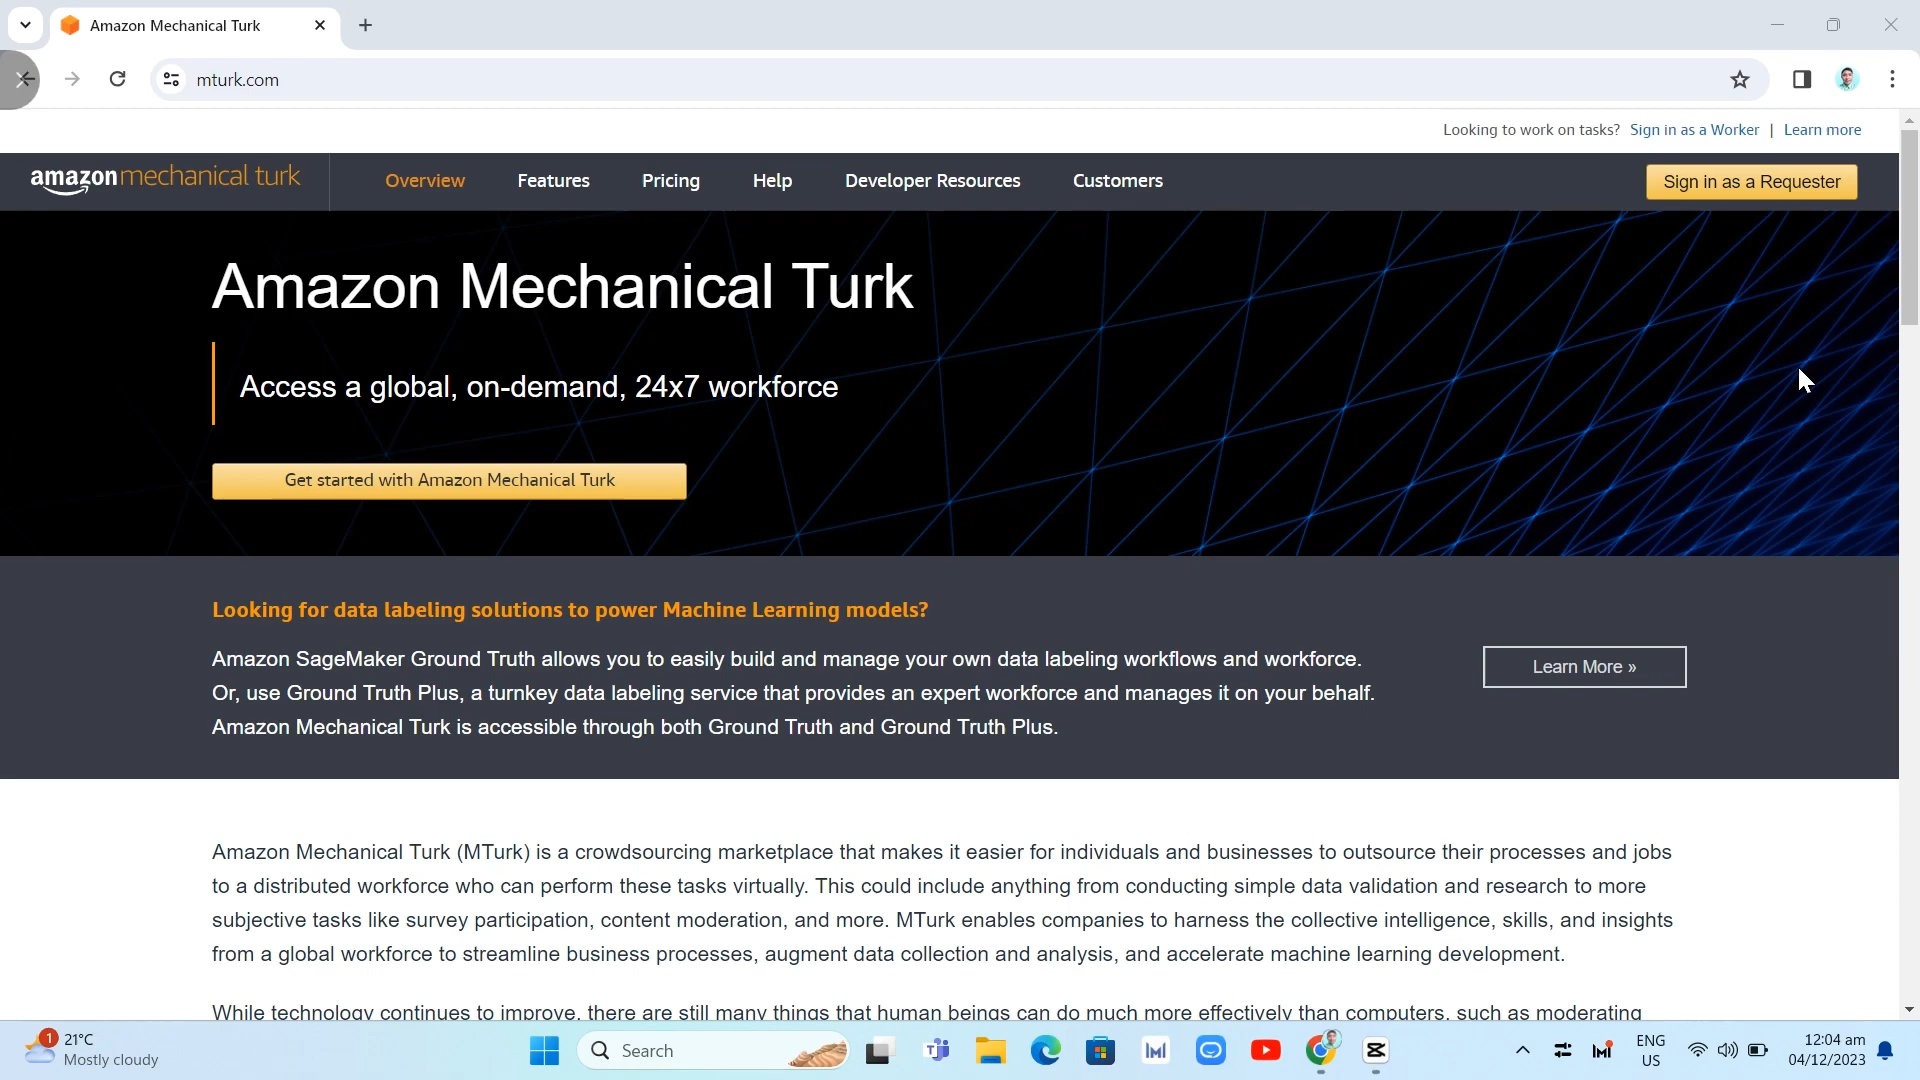 Amazon Mechanical Turk
mturk.com
Looking to work on tasks? Sign in as a Worker | Learn more
amazonmechanical turk
Overview Features Pricing Help Developer Resources Customers
Sign in as a Requester
Amazon Mechanical Turk
Access a global, on-demand, 24x7 workforce
Get started with Amazon Mechanical Turk
Looking for data labeling solutions to power Machine Learning models?
Amazon SageMaker Ground Truth allows you to easily build and manage your own data labeling workflows and workforce.
Or, use Ground Truth Plus, a turnkey data labeling service that provides an expert workforce and manages it on your behalf.
Amazon Mechanical Turk is accessible through both Ground Truth and Ground Truth Plus.
Learn More »
Amazon Mechanical Turk (MTurk) is a crowdsourcing marketplace that makes it easier for individuals and businesses to outsource their processes and jobs
to a distributed workforce who can perform these tasks virtually. This could include anything from conducting simple data validation and research to more
subjective tasks like survey participation, content moderation, and more. MTurk enables companies to harness the collective intelligence, skills, and insights
from a global workforce to streamline business processes, augment data collection and analysis, and accelerate machine learning development.
While technology continues to improve, there are still many things that human beings can do much more effectively than computers, such as moderating
1
21°C
Mostly cloudy
Search
ENG
US
12:04 am
04/12/2023